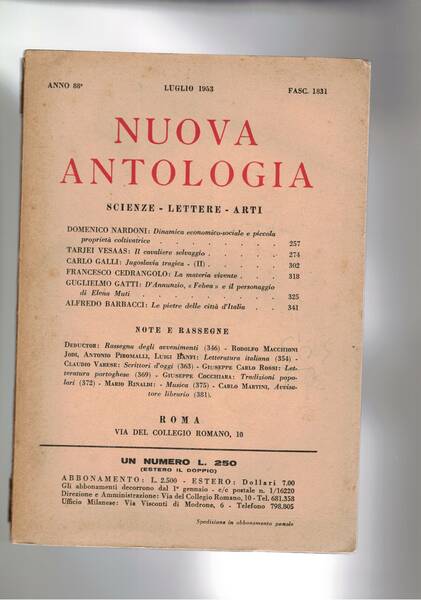 ANNO 88° LUGLIO 1953 FASC. 1831
NUOVA
ANTOLOGIA
SCIENZE - LETTERE - ARTI
DOMENICO NARDONI: Dinamica economico-sociale e piccola
proprietà coltivatrice . . . . . . . . . 257
TARJEI VESAAS: Il cavaliere selvaggio . . . . . . 274
CARLO GALLI: Jugoslavia tragica - (II) . . . . . . 302
FRANCESCO CEDRANGOLO: La materia vivente . . . . 318
GUGLIELMO GATTI: D'Annunzio, « Febea » e il personaggio
di Elena Muti . . . . . . . . . . 325
ALFREDO BARBACCI: Le pietre delle città d'Italia . . 341
NOTE E RASSEGNE
DEDUCTOR: Rassegna degli avvenimenti (346) - RODOLFO MACCHIONI
JODI, ANTONIO PIROMALLI, LUIGI BANFI: Letteratura italiana (354) -
CLAUDIO VARESE: Scrittori d'oggi (363) - GIUSEPPE CARLO ROSSI: Let-
teratura portoghese (369) - GIUSEPPE COCCHIARA: Tradizioni popo-
lari (372) - MARIO RINALDI: - Musica (375) - CARLO MARTINI, Avvisa-
tore librario (381).
ROMA
VIA DEL COLLEGIO ROMANO, 10
UN NUMERO L. 250
(ESTERO IL DOPPIO)
ABBONAMENTO: L. 2.500 - ESTERO: Dollari 7.00
Gli abbonamenti decorrono dal 1° gennaio - c/c postale n. 1/16220
Direzione e Amministrazione: Via del Collegio Romano, 10 - Tel. 681.358
Ufficio Milanese: Via Visconti di Modrone, 6 - Telefono 798.805
Spedizione in abbonamento postale